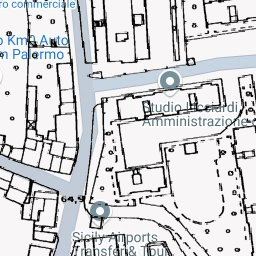 ro commerciale
o Km0 Auto
m Palermo
Studio Ricciardi
Amministrazione
64,9
Sicily Airports
Transfer & Tour